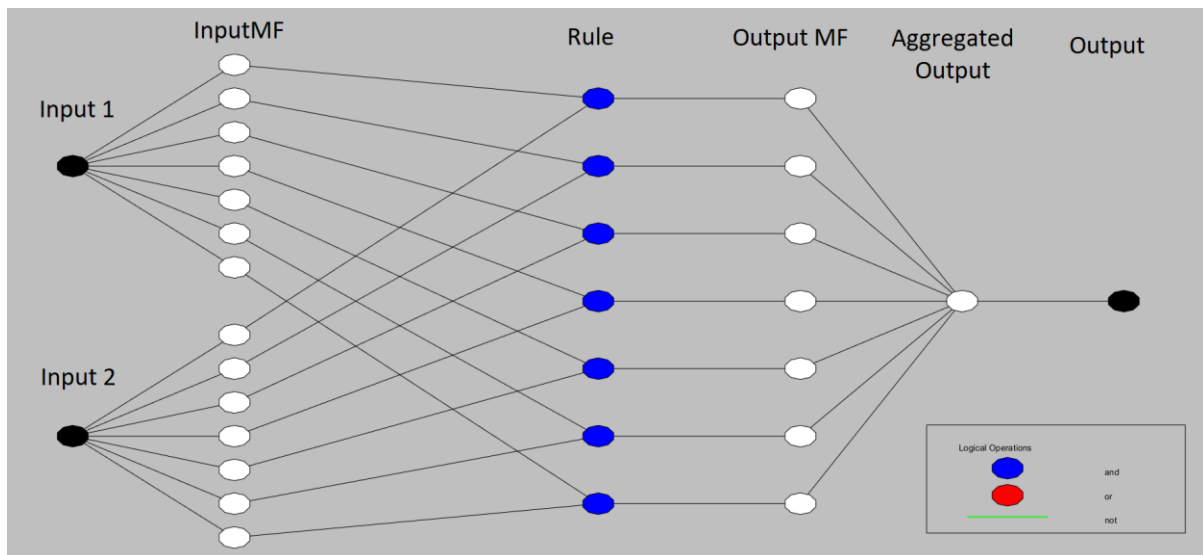 InputMF
Rule
Output MF
Aggregated
Output
Output
Input 1
Input 2
Logical Operations
and
or
not